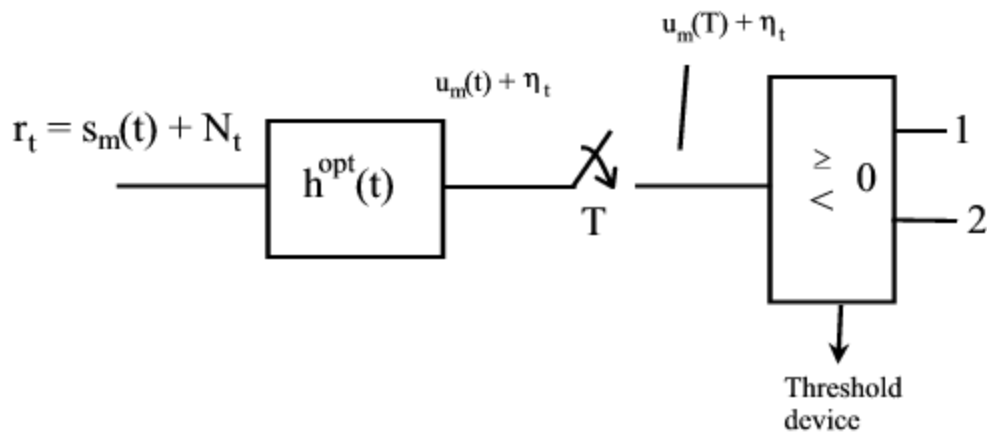 u_m(T) + η_t
u_m(t) + η_t
r_t = s_m(t) + N_t
h^opt(t)
T
≥
< 0
1
2
Threshold
device